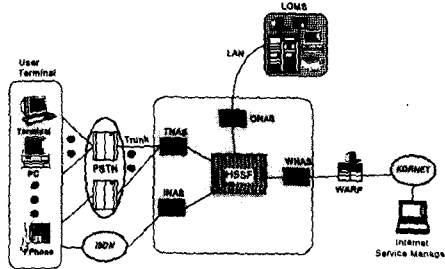 LOMS
LAN
User
Terminal
Terminal
PC
Phone
PSTN
Trunk
ISDN
TNAS
INAS
ONAS
HSSF
WNAS
WARP
KORNET
Internet
Service Manage